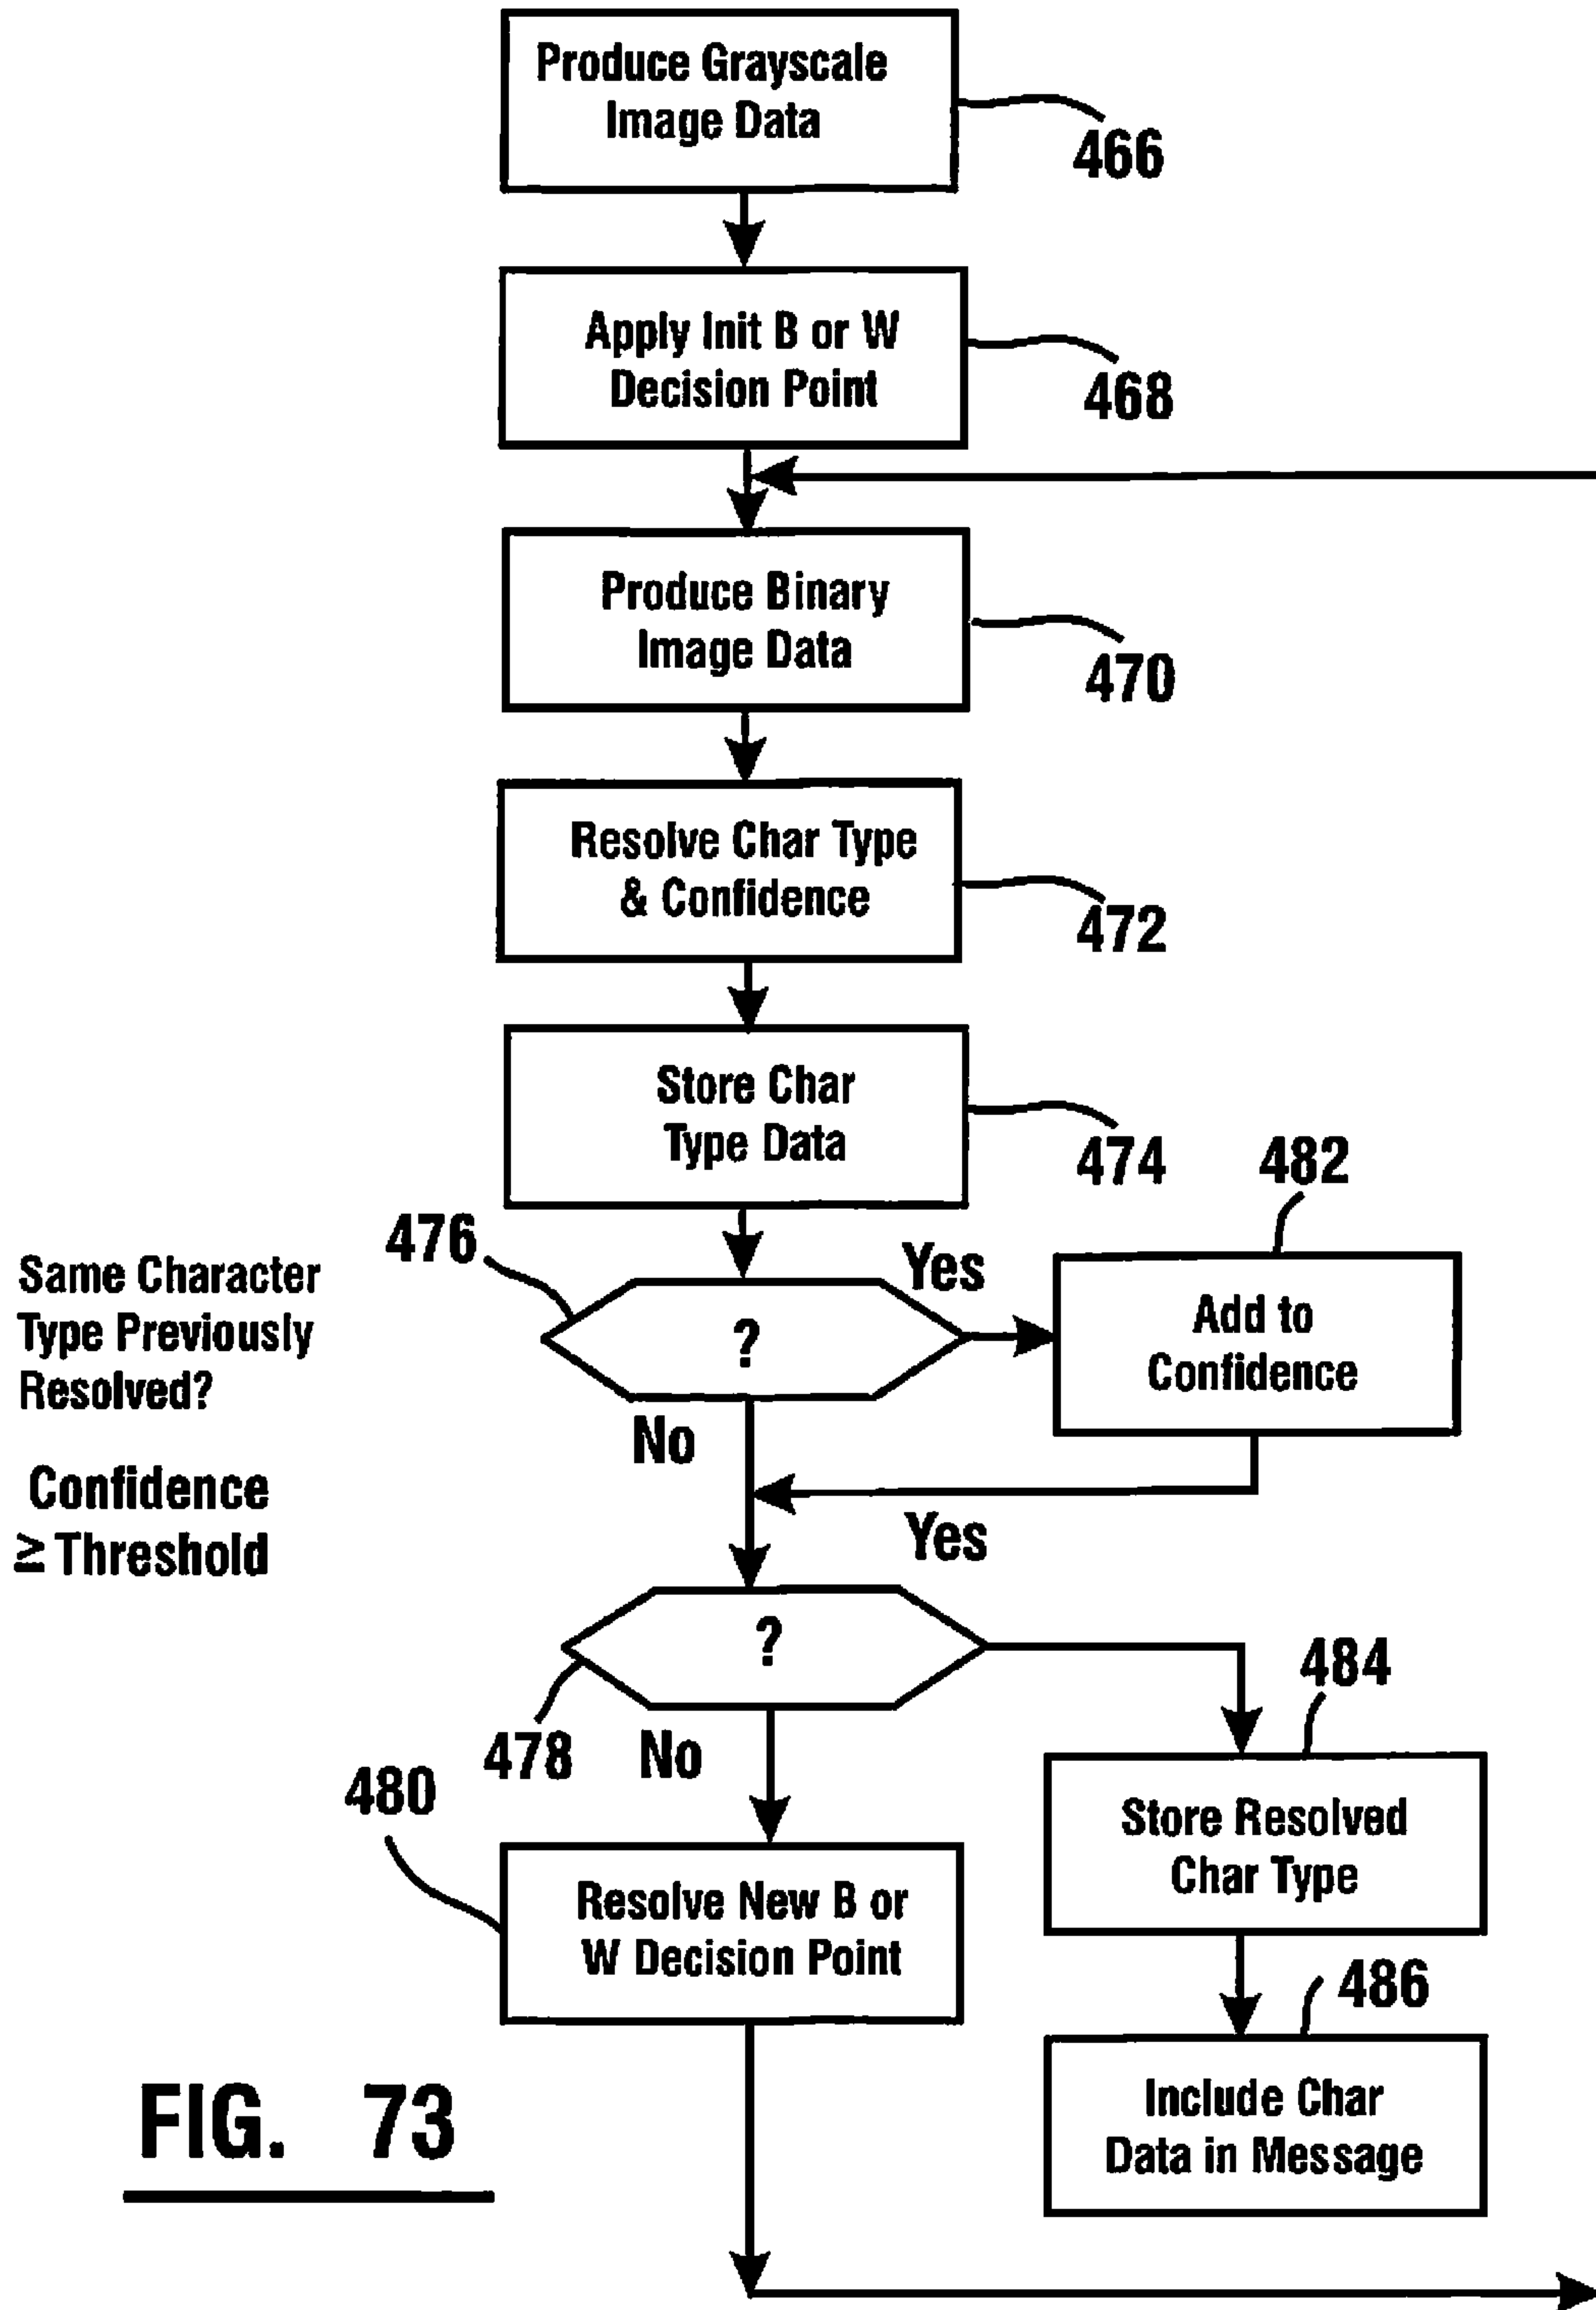 Produce Grayscale
Image Data
466
Apply Init B or W
Decision Point
468
Produce Binary
Image Data
470
Resolve Char Type
& Confidence
472
Store Char
Type Data
474
482
476
Yes
Same Character
Type Previously
Resolved?
?
Add to
Confidence
No
Confidence
≥ Threshold
Yes
?
478
No
484
480
Store Resolved
Char Type
Resolve New B or
W Decision Point
486
Include Char
Data in Message
FIG. 73